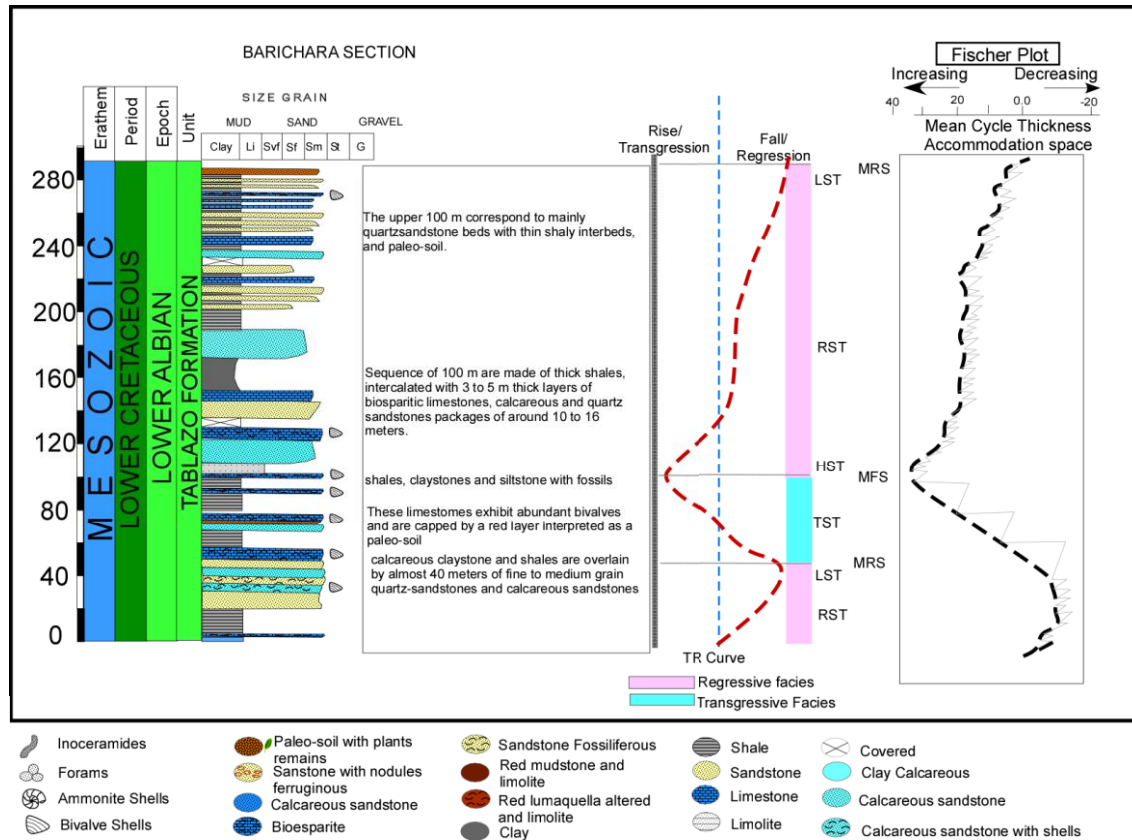 BARICHARA SECTION
Fischer Plot
Increasing
Decreasing
40 20 0.0 -20
Mean Cycle Thickness
Accommodation space
Erathem
Period
Epoch
Unit
SIZE GRAIN
MUD SAND GRAVEL
Clay Li Svf Sf Sm St G
Rise/
Transgression
Fall/
Regression
280
240
200
160
120
80
40
0
MESOZOIC
LOWER CRETACEOUS
LOWER ALBIAN
TABLAZO FORMATION
The upper 100 m correspond to mainly
quartzsandstone beds with thin shaly interbeds,
and paleo-soil.
Sequence of 100 m are made of thick shales,
intercalated with 3 to 5 m thick layers of
biosparitic limestones, calcareous and quartz
sandstones packages of around 10 to 16
meters.
shales, claystones and siltstone with fossils
These limestomes exhibit abundant bivalves
and are capped by a red layer interpreted as a
paleo-soil
calcareous claystone and shales are overlain
by almost 40 meters of fine to medium grain
quartz-sandstones and calcareous sandstones
LST
RST
HST
TST
LST
RST
MRS
MFS
MRS
TR Curve
Regressive facies
Transgressive Facies
Inoceramides
Forams
Ammonite Shells
Bivalve Shells
Paleo-soil with plants
remains
Sanstone with nodules
ferruginous
Calcareous sandstone
Bioesparite
Sandstone Fossiliferous
Red mudstone and
limolite
Red lumaquella altered
and limolite
Clay
Shale
Sandstone
Limestone
Limolite
Covered
Clay Calcareous
Calcareous sandstone
Calcareous sandstone with shells